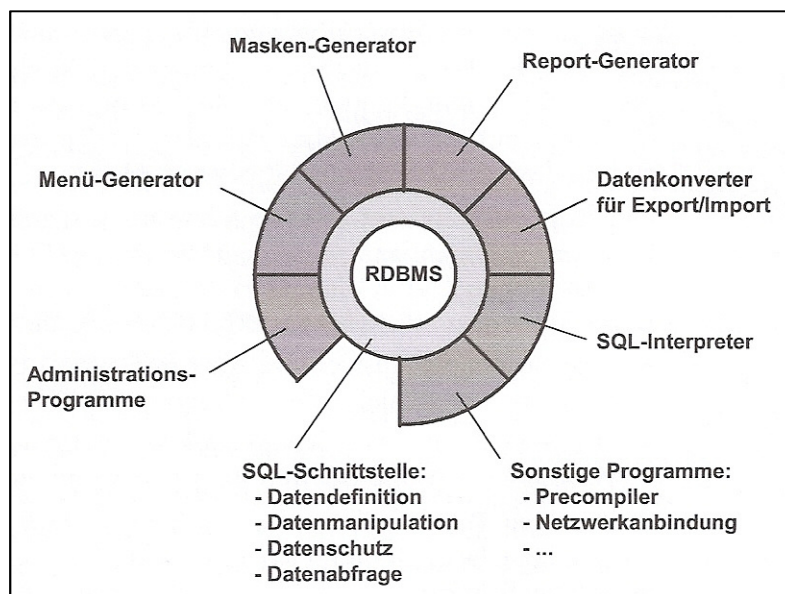 Masken-Generator
Report-Generator
Menü-Generator
Datenkonverter
für Export/Import
RDBMS
SQL-Interpreter
Administrations-
Programme
SQL-Schnittstelle:
- Datendefinition
- Datenmanipulation
- Datenschutz
- Datenabfrage
Sonstige Programme:
- Precompiler
- Netzwerkanbindung
- ...